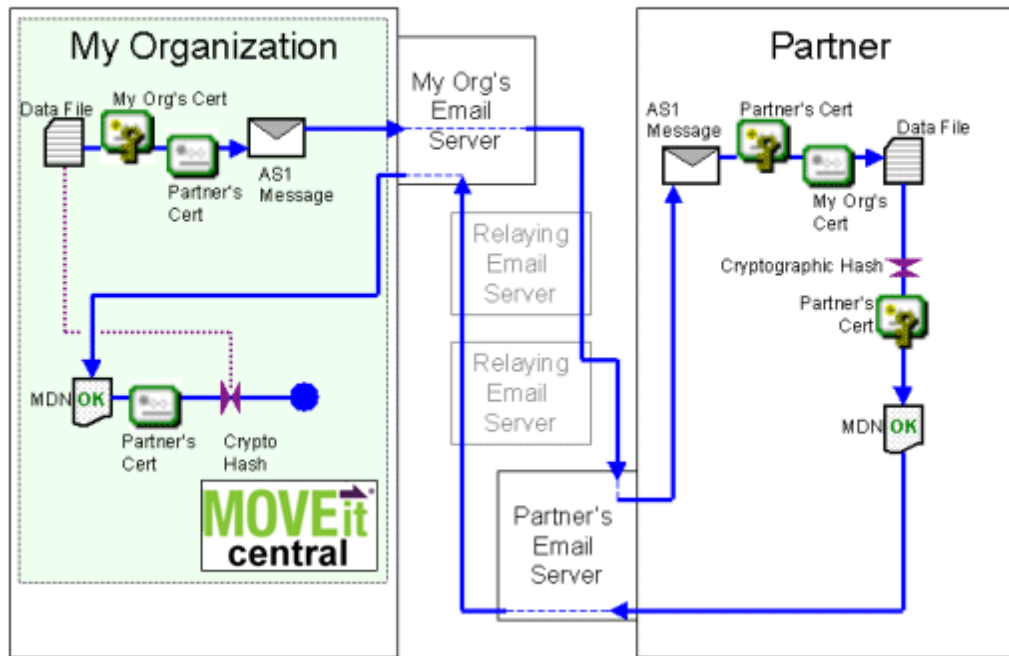 My Organization
Data File
My Org's Cert
Partner's
Cert
AS1
Message
MDN
OK
Partner's
Cert
Crypto
Hash
MOVEit
central
My Org's
Email
Server
Relaying
Email
Server
Relaying
Email
Server
Partner's
Email
Server
Partner
AS1
Message
Partner's Cert
My Org's
Cert
Data File
Cryptographic Hash
Partner's
Cert
MDN
OK